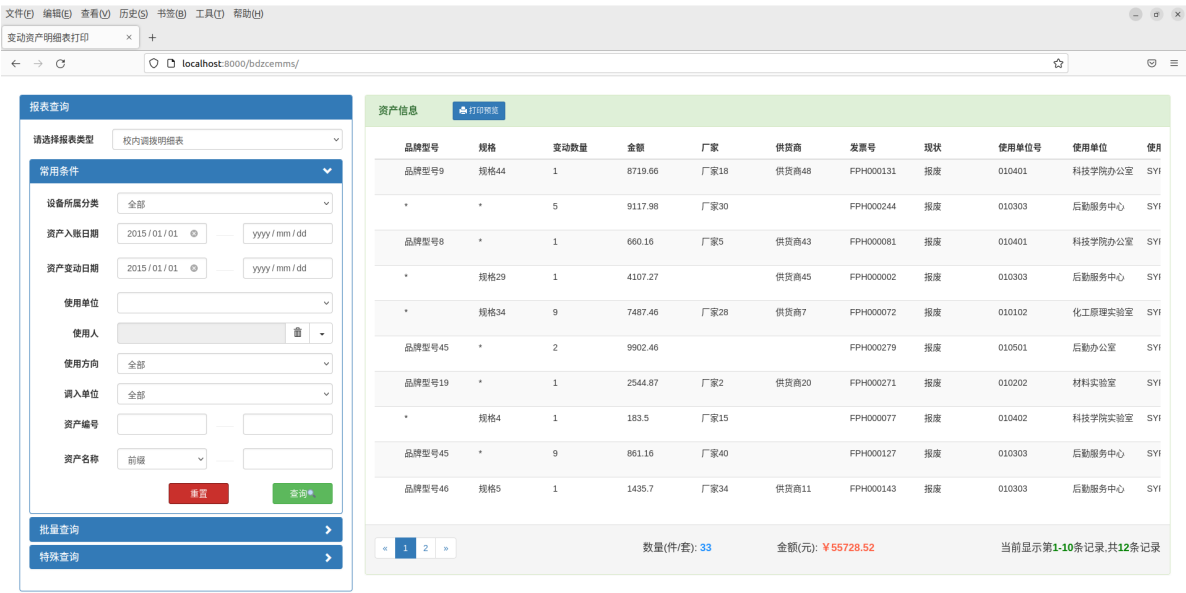 文件(F) 编辑(E) 查看(V) 历史(S) 书签(B) 工具(T) 帮助(H)
变动资产明细表打印 × +
localhost:8000/bdzcemms/
报表查询
请选择报表类型 校内调拨明细表
常用条件
设备所属分类 全部
资产入账日期 2015 / 01 / 01 yyyy / mm / dd
资产变动日期 2015 / 01 / 01 yyyy / mm / dd
使用单位
使用人
使用方向 全部
调入单位 全部
资产编号
资产名称 前缀
重置 查询
批量查询
特殊查询
资产信息 打印预览
品牌型号 规格 变动数量 金额 厂家 供货商 发票号 现状 使用单位号 使用单位 使用
品牌型号9 规格44 1 8719.66 厂家18 供货商48 FPH000131 报废 010401 科技学院办公室 SYF
* * 5 9117.98 厂家30 FPH000244 报废 010303 后勤服务中心 SYF
品牌型号8 * 1 660.16 厂家5 供货商43 FPH000081 报废 010401 科技学院办公室 SYF
* 规格29 1 4107.27 供货商45 FPH000002 报废 010303 后勤服务中心 SYF
* 规格34 9 7487.46 厂家28 供货商7 FPH000072 报废 010102 化工原理实验室 SYF
品牌型号45 * 2 9902.46 FPH000279 报废 010501 后勤办公室 SYF
品牌型号19 * 1 2544.87 厂家2 供货商20 FPH000271 报废 010202 材料实验室 SYF
* 规格4 1 183.5 厂家15 FPH000077 报废 010402 科技学院实验室 SYF
品牌型号45 * 9 861.16 厂家40 FPH000127 报废 010303 后勤服务中心 SYF
品牌型号46 规格5 1 1435.7 厂家34 供货商11 FPH000143 报废 010303 后勤服务中心 SYF
« 1 2 » 数量(件/套): 33 金额(元): ￥55728.52 当前显示第1-10条记录,共12条记录